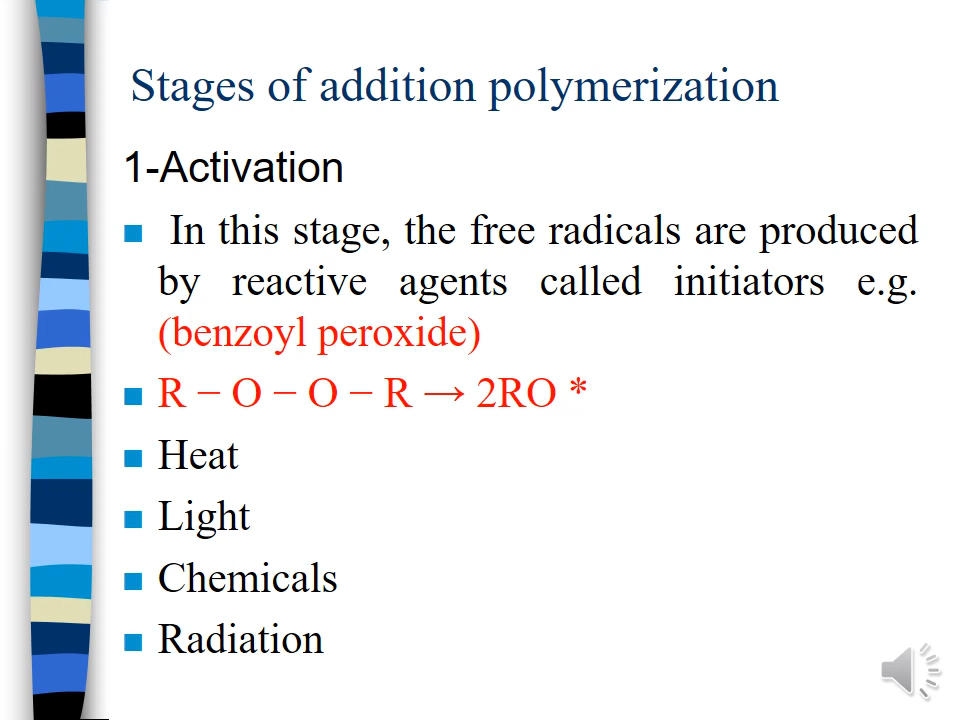 Stages of addition polymerization
1-Activation
■ In this stage, the free radicals are produced
by reactive agents called initiators e.g.
(benzoyl peroxide)
■ R − O − O − R → 2RO *
■ Heat
■ Light
■ Chemicals
■ Radiation